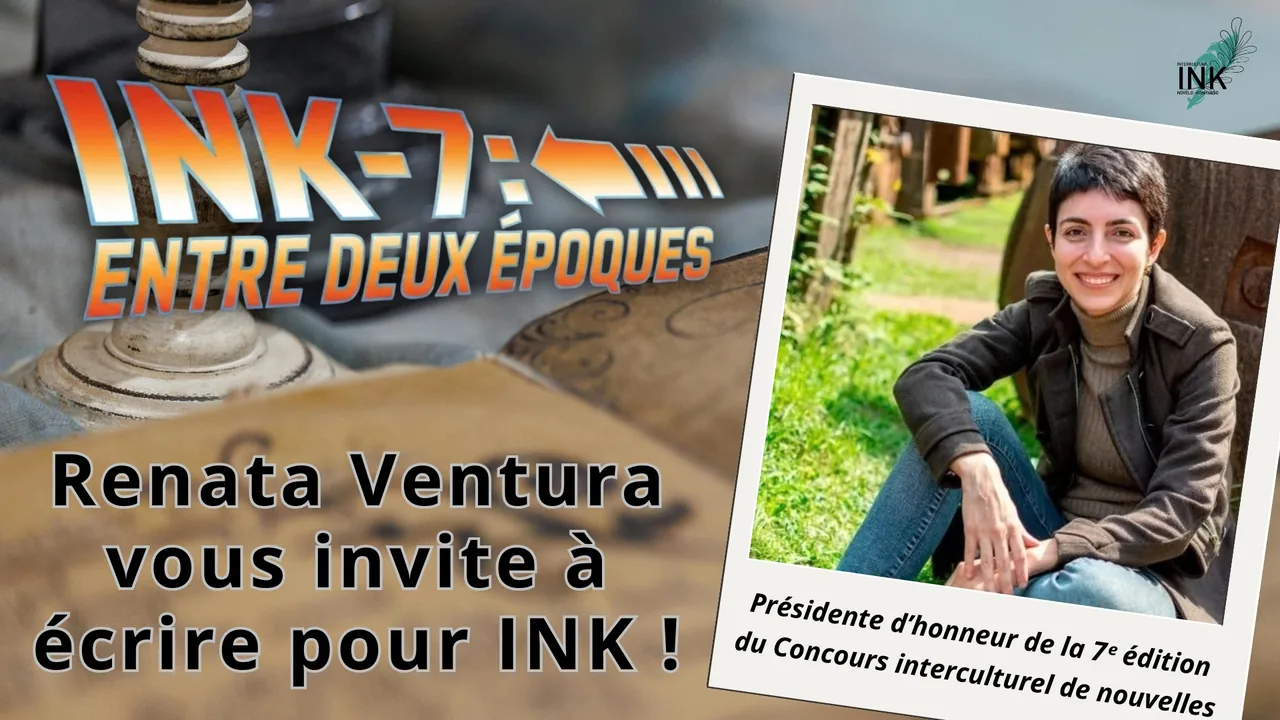 INK-7 :
ENTRE DEUX ÉPOQUES
Renata Ventura
vous invite à
écrire pour INK !
INK
Présidente d'honneur de la 7ᵉ édition
du Concours interculturel de nouvelles